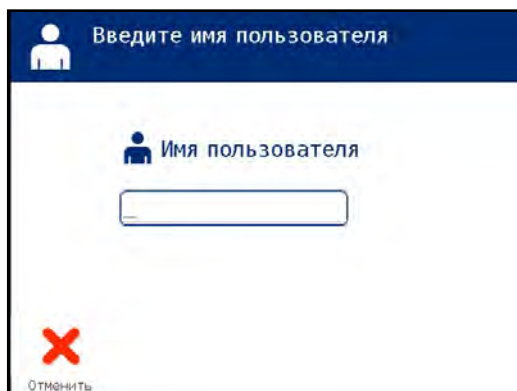 Введите имя пользователя
Имя пользователя
_
Отменить